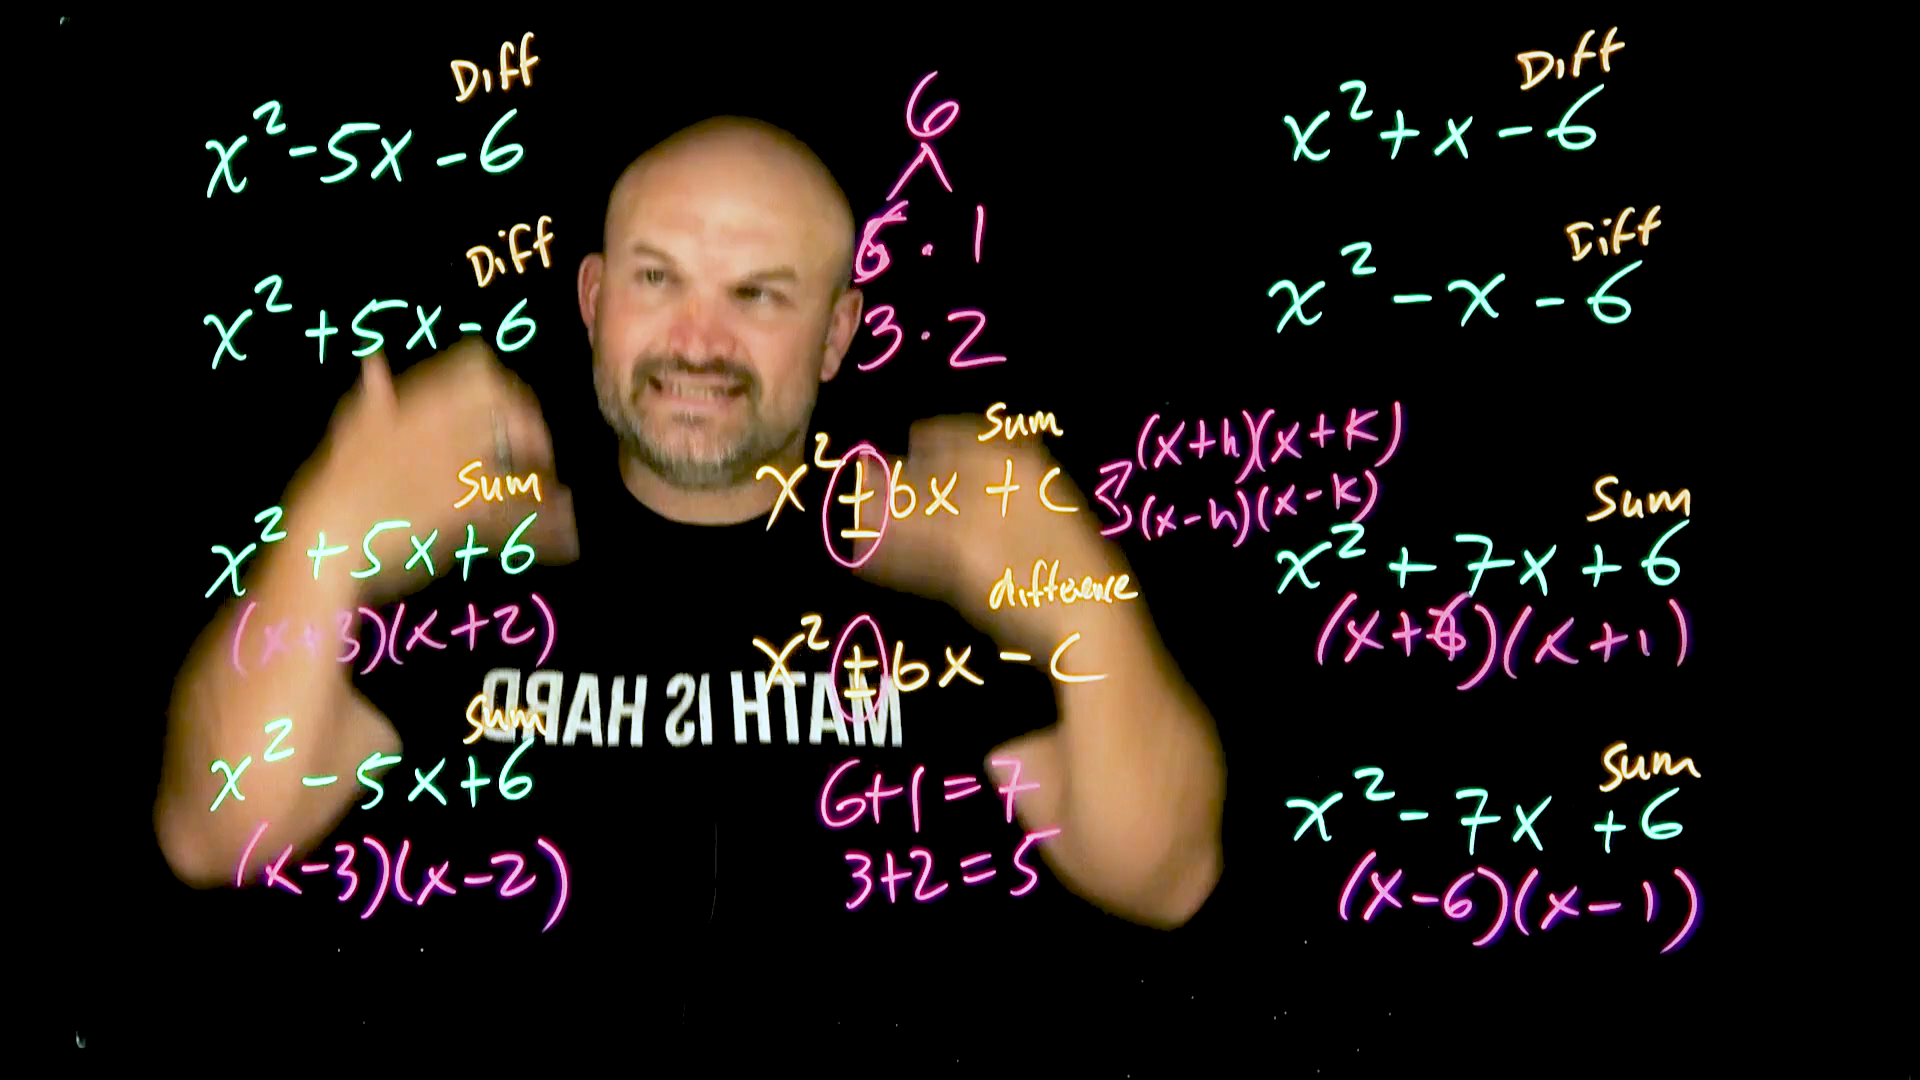 Diff
x² - 5x - 6
Diff
x² + 5x - 6
Sum
x² + 5x + 6
(x+3)(x+2)
Sum
x² - 5x + 6
(x-3)(x-2)
6
6 · 1
3 · 2
Sum
x² ± 6x + C
(x+h)(x+k)
(x-h)(x-k)
difference
x² ± 6x - C
MATH IS HARD
6+1=7
3+2=5
Diff
x² + x - 6
Diff
x² - x - 6
Sum
x² + 7x + 6
(x+6)(x+1)
Sum
x² - 7x + 6
(x-6)(x-1)